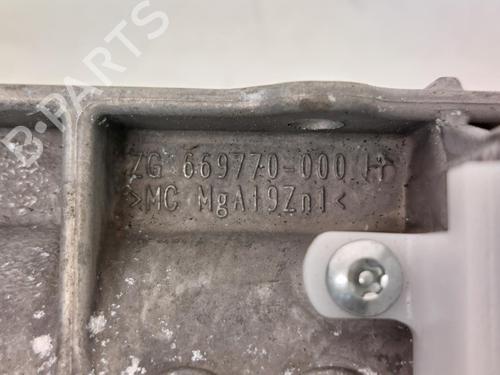 B-PARTS
ZG 669770-000 H
>MC MgAl9Zn1<